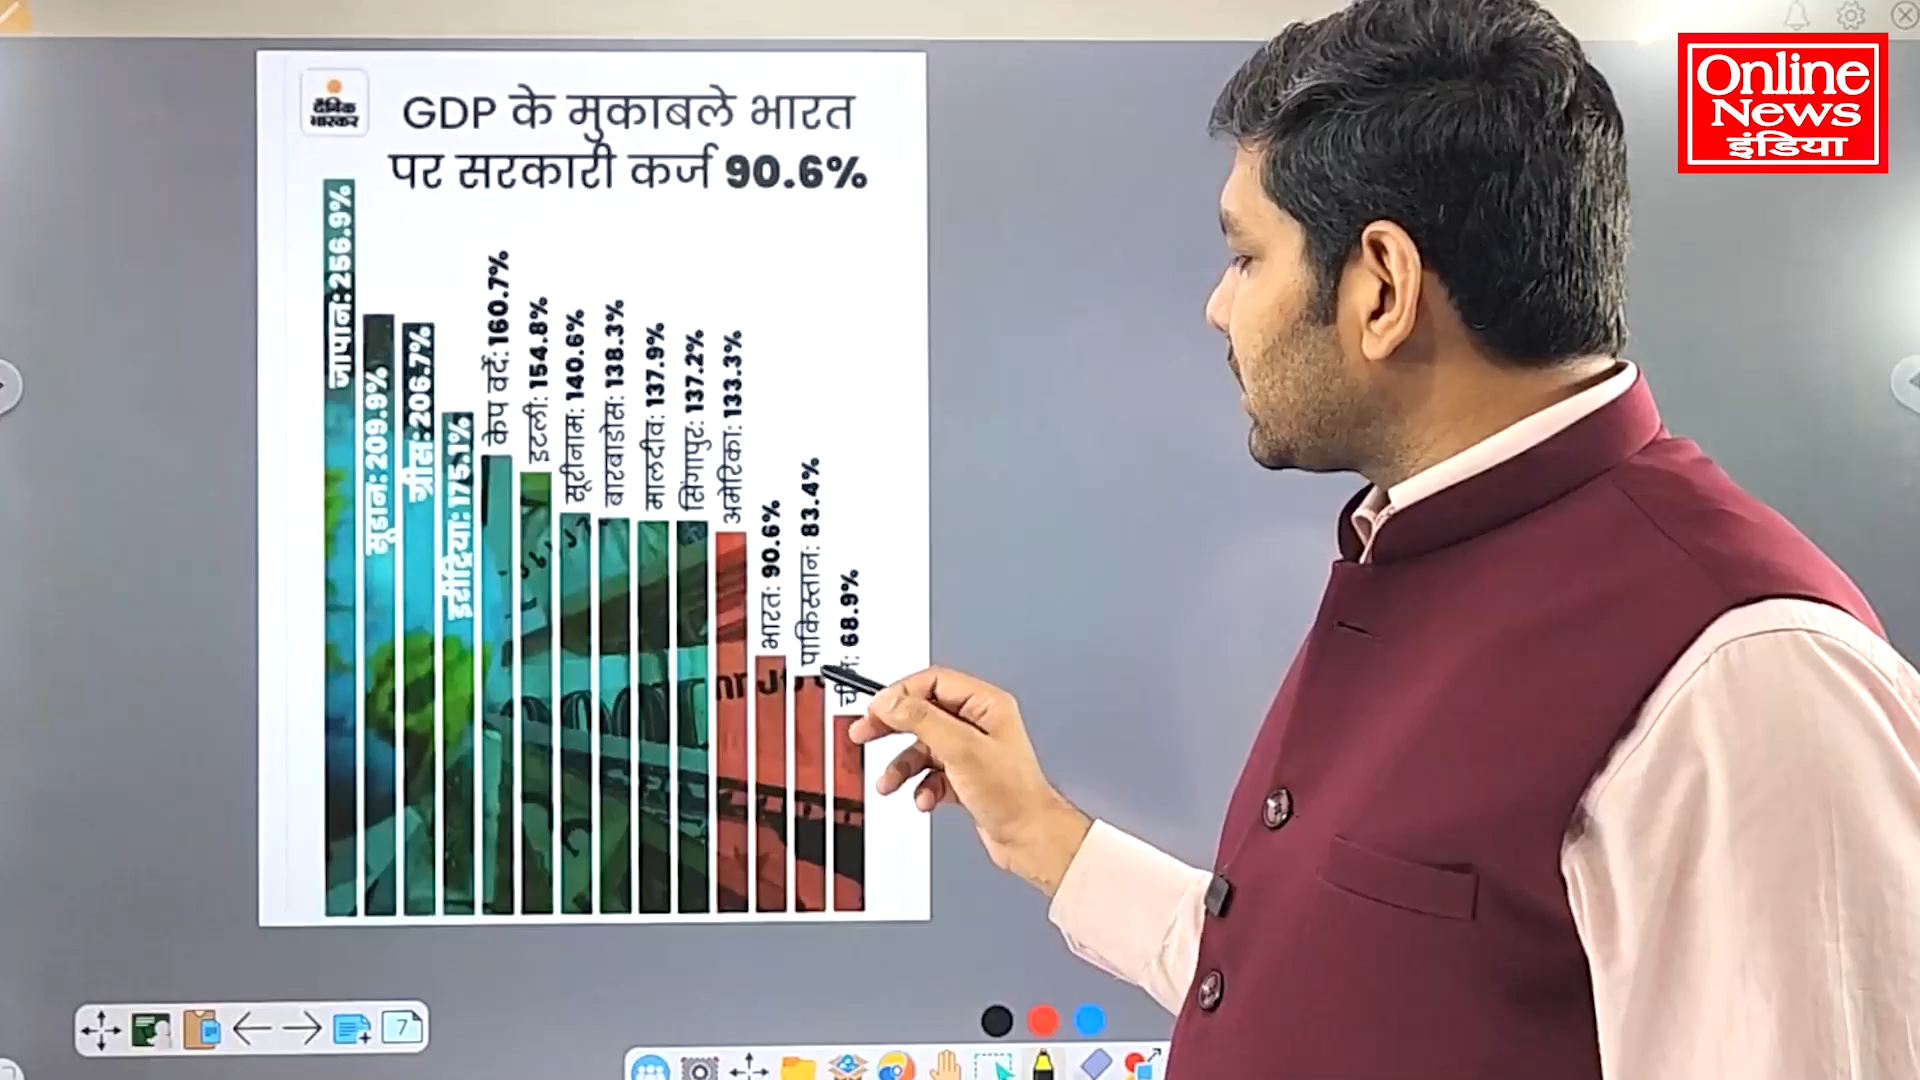 दैनिक
भास्कर
GDP के मुकाबले भारत
पर सरकारी कर्ज 90.6%
जापान: 256.9%
सूडान: 209.9%
ग्रीस: 206.7%
इरीट्रिया: 175.1%
केप वर्दे: 160.7%
इटली: 154.8%
सूरीनाम: 140.6%
बारबाडोस: 138.3%
मालदीव: 137.9%
सिंगापुर: 137.2%
अमेरिका: 133.3%
भारत: 90.6%
पाकिस्तान: 83.4%
68.9%
Online
News
इंडिया
7